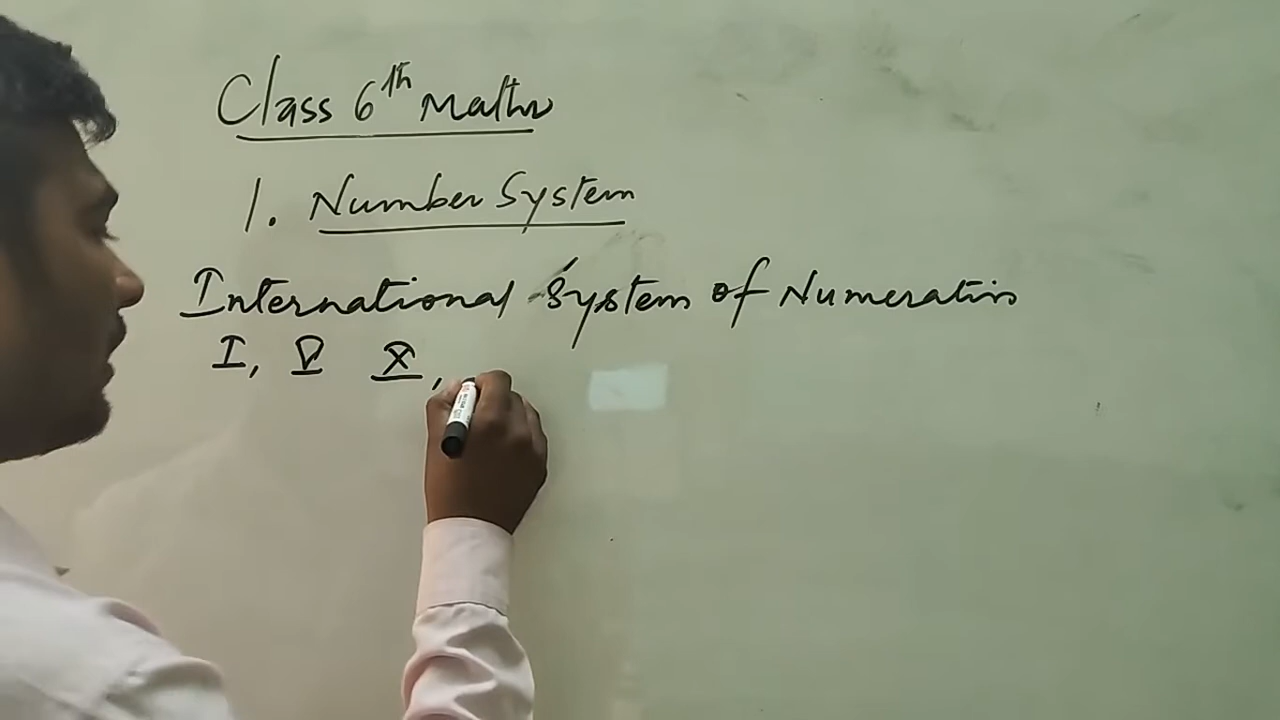 Class 6th Maths
1. Number System
International System of Numeration
I, V X,